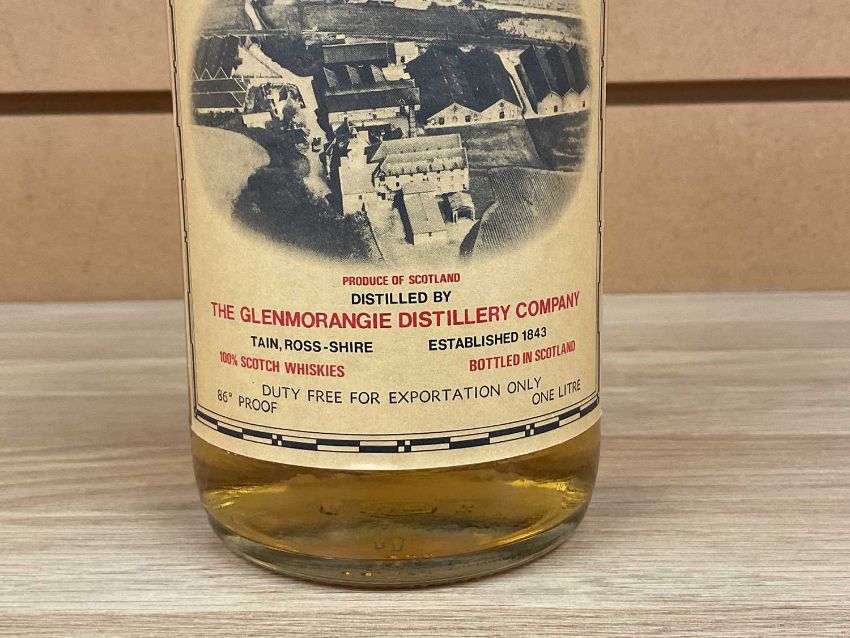 PRODUCE OF SCOTLAND
DISTILLED BY
THE GLENMORANGIE DISTILLERY COMPANY
TAIN, ROSS-SHIRE ESTABLISHED 1843
100% SCOTCH WHISKIES BOTTLED IN SCOTLAND
DUTY FREE FOR EXPORTATION ONLY
86° PROOF ONE LITRE